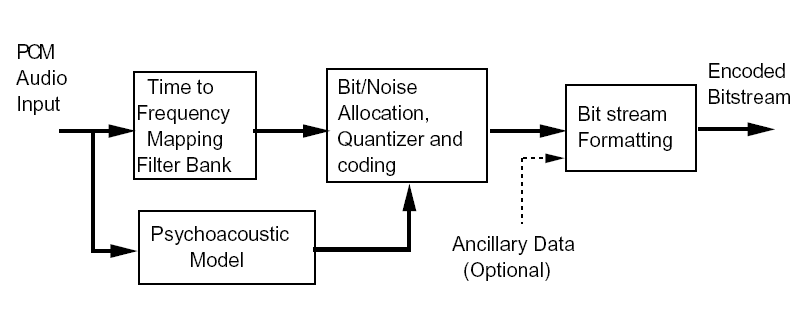 PCM
Audio
Input
Time to
Frequency
Mapping
Filter Bank
Bit/Noise
Allocation,
Quantizer and
coding
Bit stream
Formatting
Encoded
Bitstream
Psychoacoustic
Model
Ancillary Data
(Optional)